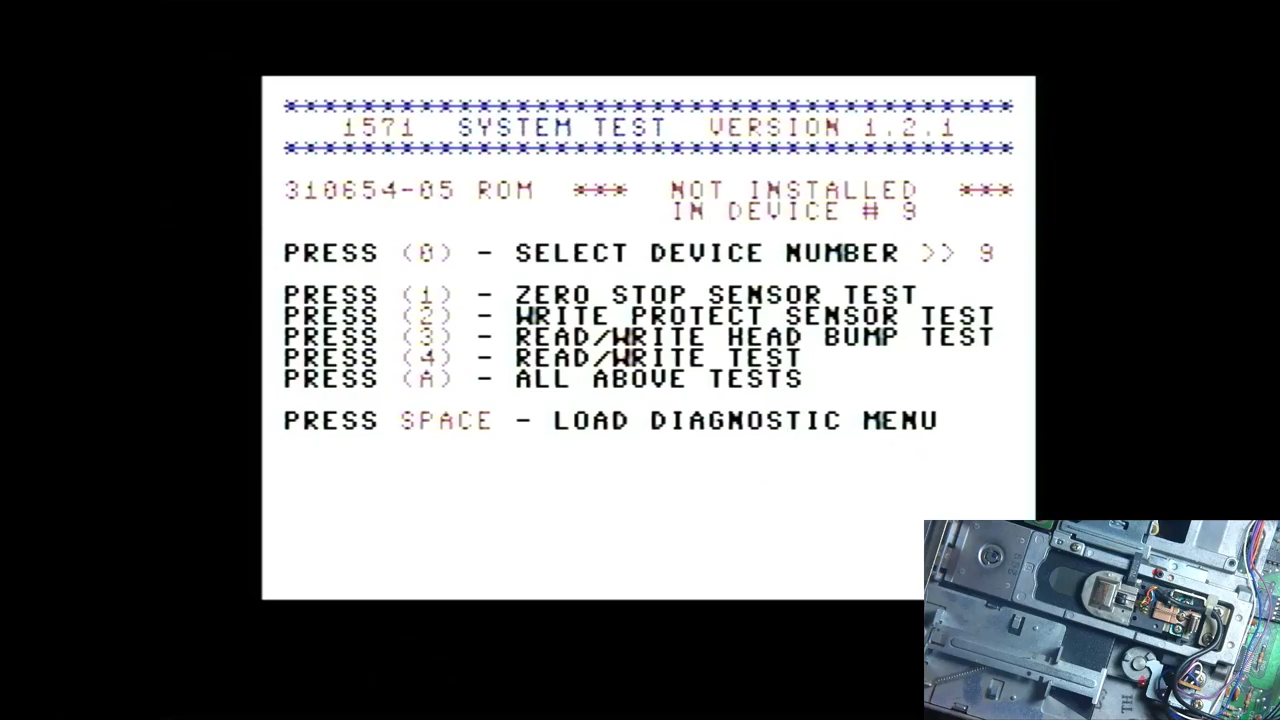 **************************************
1571 SYSTEM TEST VERSION 1.2.1
**************************************
310654-05 ROM *** NOT INSTALLED ***
IN DEVICE # 9
PRESS (0) - SELECT DEVICE NUMBER >> 9
PRESS (1) - ZERO STOP SENSOR TEST
PRESS (2) - WRITE PROTECT SENSOR TEST
PRESS (3) - READ/WRITE HEAD BUMP TEST
PRESS (4) - READ/WRITE TEST
PRESS (A) - ALL ABOVE TESTS
PRESS SPACE - LOAD DIAGNOSTIC MENU